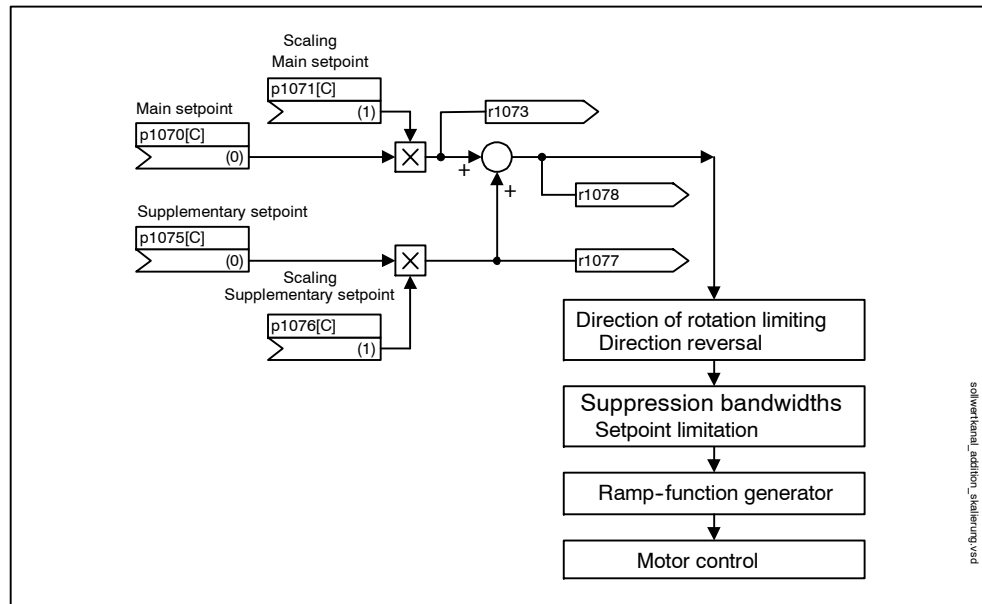 Scaling
Main setpoint
p1071[C]
(1)
r1073
Main setpoint
p1070[C]
(0)
×
+
+
r1078
Supplementary setpoint
p1075[C]
(0)
×
r1077
Scaling
Supplementary setpoint
p1076[C]
(1)
Direction of rotation limiting
Direction reversal
Suppression bandwidths
Setpoint limitation
Ramp-function generator
Motor control
sollwertkanal_addition_skalierung.vsd